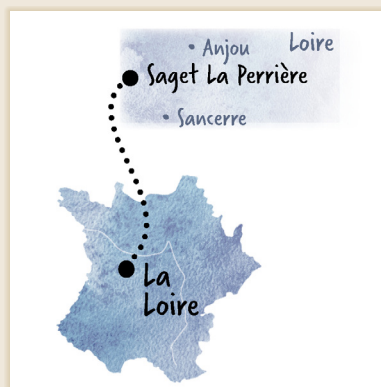 • Anjou Loire
Saget La Perrière
• Sancerre
La
Loire